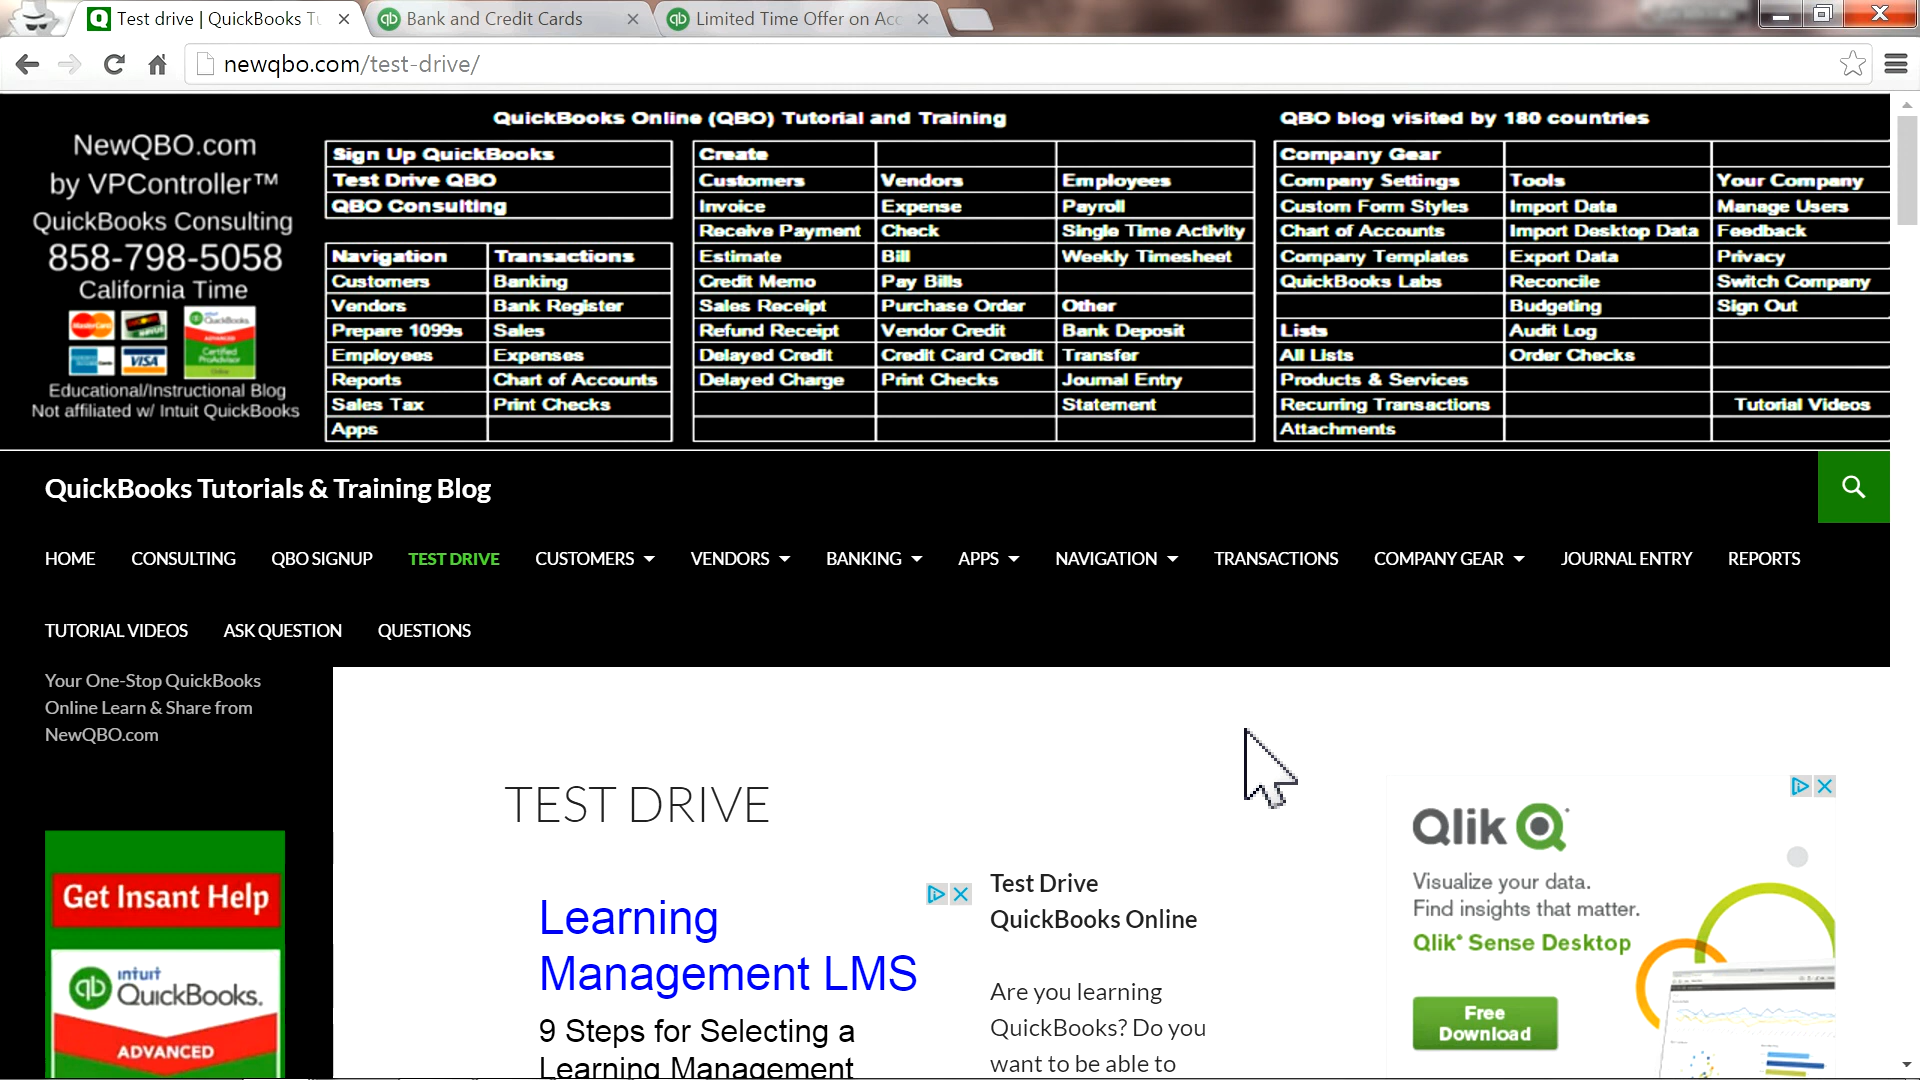 Test drive | QuickBooks Tu
Bank and Credit Cards
Limited Time Offer on Acc
newqbo.com/test-drive/
NewQBO.com
by VPController™
QuickBooks Consulting
858-798-5058
California Time
MasterCard
VISA
QuickBooks
ADVANCED
Certified
ProAdvisor
Online
Educational/Instructional Blog
Not affiliated w/ Intuit QuickBooks
QuickBooks Online (QBO) Tutorial and Training
QBO blog visited by 180 countries
Sign Up QuickBooks
Test Drive QBO
QBO Consulting
Navigation Transactions
Customers Banking
Vendors Bank Register
Prepare 1099s Sales
Employees Expenses
Reports Chart of Accounts
Sales Tax Print Checks
Apps
Create
Customers Vendors Employees
Invoice Expense Payroll
Receive Payment Check Single Time Activity
Estimate Bill Weekly Timesheet
Credit Memo Pay Bills
Sales Receipt Purchase Order Other
Refund Receipt Vendor Credit Bank Deposit
Delayed Credit Credit Card Credit Transfer
Delayed Charge Print Checks Journal Entry
Statement
Company Gear
Company Settings Tools Your Company
Custom Form Styles Import Data Manage Users
Chart of Accounts Import Desktop Data Feedback
Company Templates Export Data Privacy
QuickBooks Labs Reconcile Switch Company
Budgeting Sign Out
Lists Audit Log
All Lists Order Checks
Products & Services
Recurring Transactions Tutorial Videos
Attachments
QuickBooks Tutorials & Training Blog
HOME CONSULTING QBO SIGNUP TEST DRIVE CUSTOMERS VENDORS BANKING APPS NAVIGATION TRANSACTIONS COMPANY GEAR JOURNAL ENTRY REPORTS
TUTORIAL VIDEOS ASK QUESTION QUESTIONS
Your One-Stop QuickBooks
Online Learn & Share from
NewQBO.com
Get Insant Help
intuit
qb QuickBooks.
ADVANCED
TEST DRIVE
Learning
Management LMS
9 Steps for Selecting a
Learning Management
Test Drive
QuickBooks Online
Are you learning
QuickBooks? Do you
want to be able to
Qlik
Visualize your data.
Find insights that matter.
Qlik® Sense Desktop
Free
Download